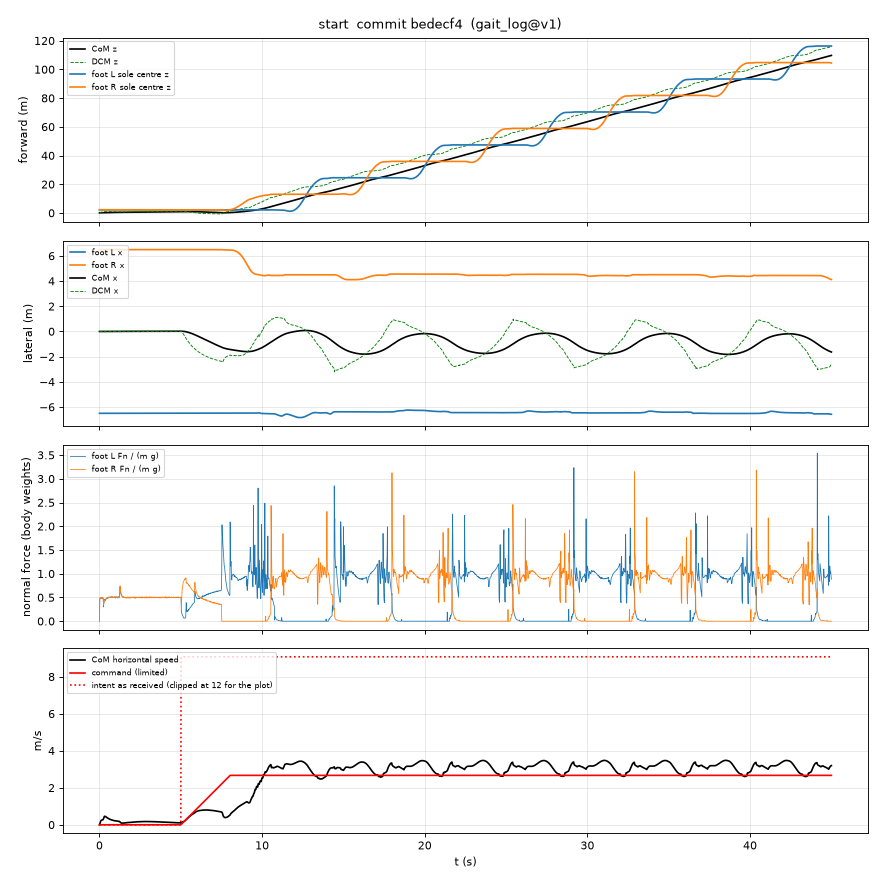 start  commit bedecf4  (gait_log@v1)
120
100
80
60
40
20
0
forward (m)
CoM z
DCM z
foot L sole centre z
foot R sole centre z
6
4
2
0
−2
−4
−6
lateral (m)
foot L x
foot R x
CoM x
DCM x
3.5
3.0
2.5
2.0
1.5
1.0
0.5
0.0
normal force (body weights)
foot L Fn / (m g)
foot R Fn / (m g)
8
6
4
2
0
m/s
CoM horizontal speed
command (limited)
intent as received (clipped at 12 for the plot)
0 10 20 30 40
t (s)